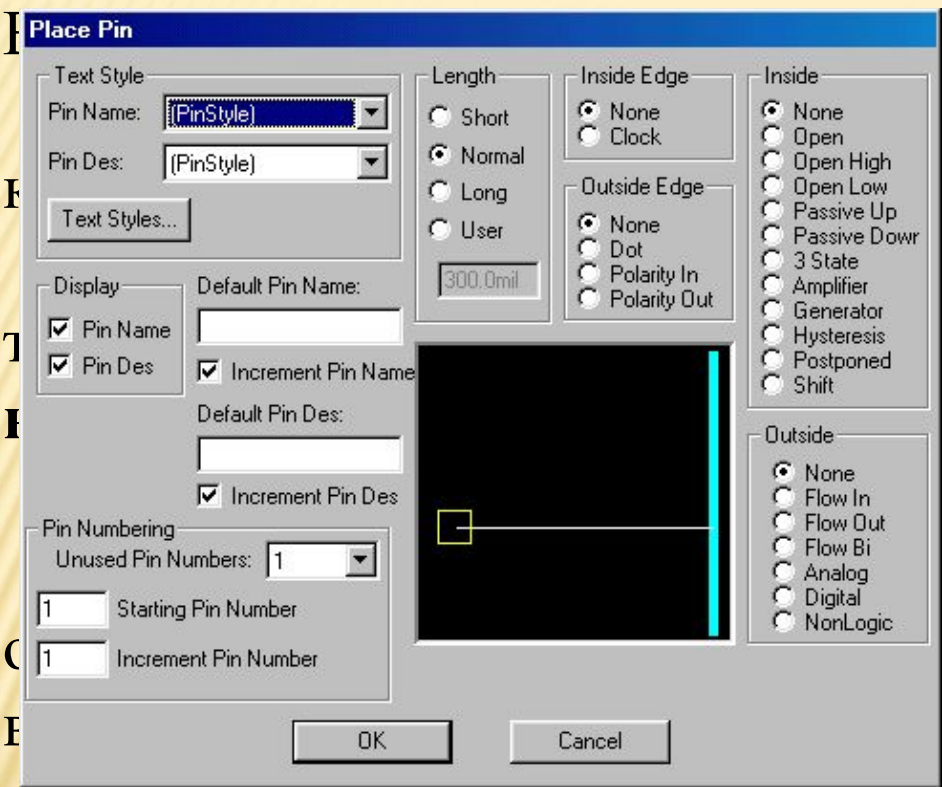 Place Pin
Text Style
Pin Name:
(PinStyle)
Pin Des:
(PinStyle)
Text Styles...
Length
Short
Normal
Long
User
300.0mil
Inside Edge
None
Clock
Outside Edge
None
Dot
Polarity In
Polarity Out
Inside
None
Open
Open High
Open Low
Passive Up
Passive Dowr
3 State
Amplifier
Generator
Hysteresis
Postponed
Shift
Display
Pin Name
Pin Des
Default Pin Name:
Increment Pin Name
Default Pin Des:
Increment Pin Des
Outside
None
Flow In
Flow Out
Flow Bi
Analog
Digital
NonLogic
Pin Numbering
Unused Pin Numbers: 1
1 Starting Pin Number
1 Increment Pin Number
OK
Cancel